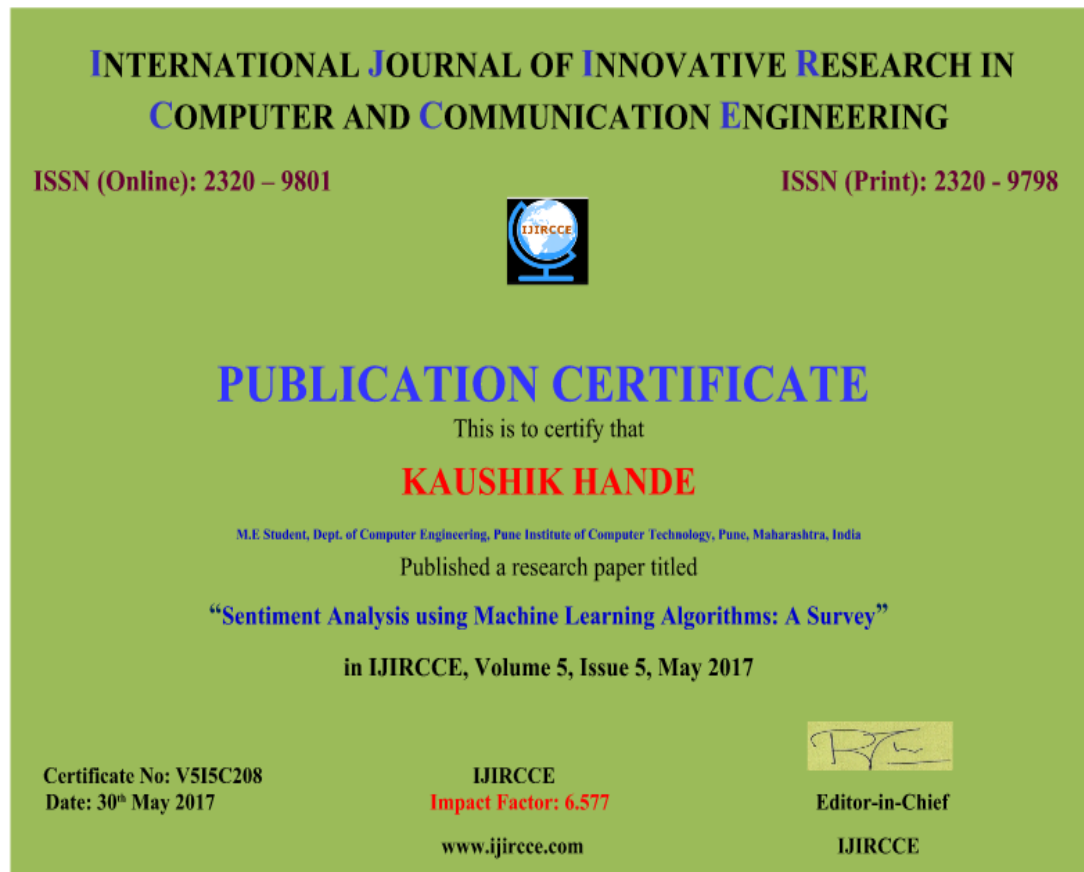 INTERNATIONAL JOURNAL OF INNOVATIVE RESEARCH IN
COMPUTER AND COMMUNICATION ENGINEERING
ISSN (Online): 2320 – 9801
ISSN (Print): 2320 - 9798
IJIRCCE
PUBLICATION CERTIFICATE
This is to certify that
KAUSHIK HANDE
M.E Student, Dept. of Computer Engineering, Pune Institute of Computer Technology, Pune, Maharashtra, India
Published a research paper titled
“Sentiment Analysis using Machine Learning Algorithms: A Survey”
in IJIRCCE, Volume 5, Issue 5, May 2017
Certificate No: V5I5C208
Date: 30th May 2017
IJIRCCE
Impact Factor: 6.577
www.ijircce.com
Editor-in-Chief
IJIRCCE